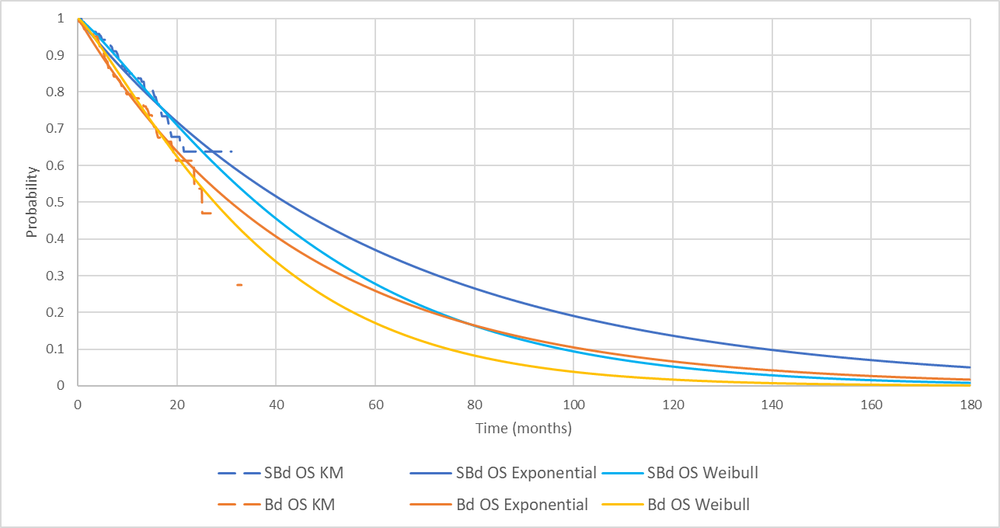 1
0.9
0.8
0.7
0.6
0.5
0.4
0.3
0.2
0.1
0
Probability
0 20 40 60 80 100 120 140 160 180
Time (months)
SBd OS KM SBd OS Exponential SBd OS Weibull
Bd OS KM Bd OS Exponential Bd OS Weibull